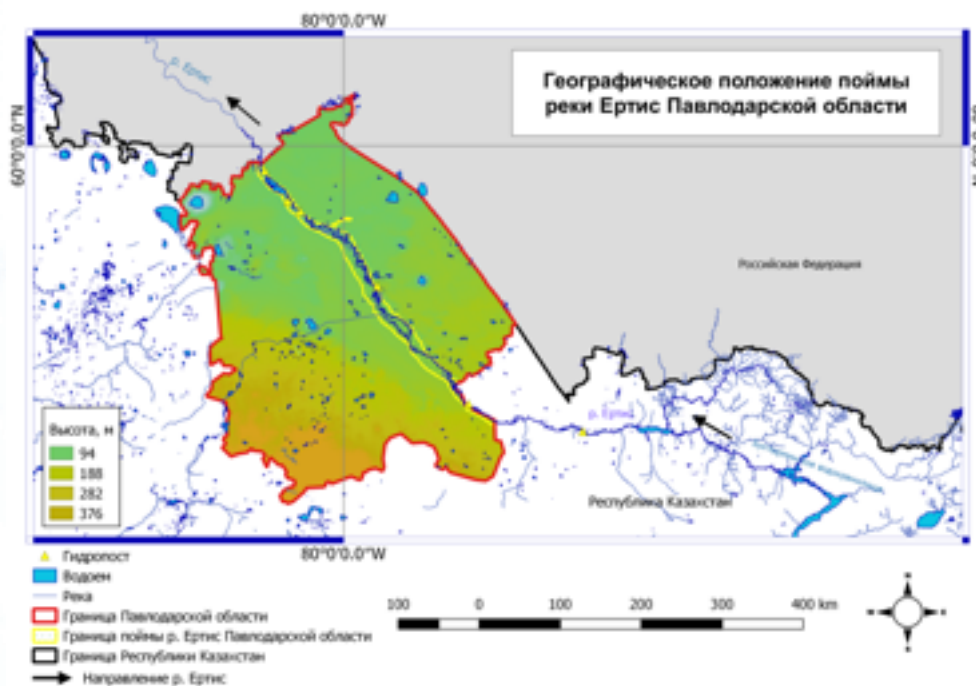 80°0'0.0"W
Географическое положение поймы
реки Ертис Павлодарской области
р. Ертис
60°0'0.0"N
Российская Федерация
р. Ертис
Высота, м
94
188
282
376
Республика Казахстан
80°0'0.0"W
Гидропост
Водоем
Река
Граница Павлодарской области
Граница поймы р. Ертис Павлодарской области
Граница Республики Казахстан
Направление р. Ертис
100 0 100 200 300 400 km